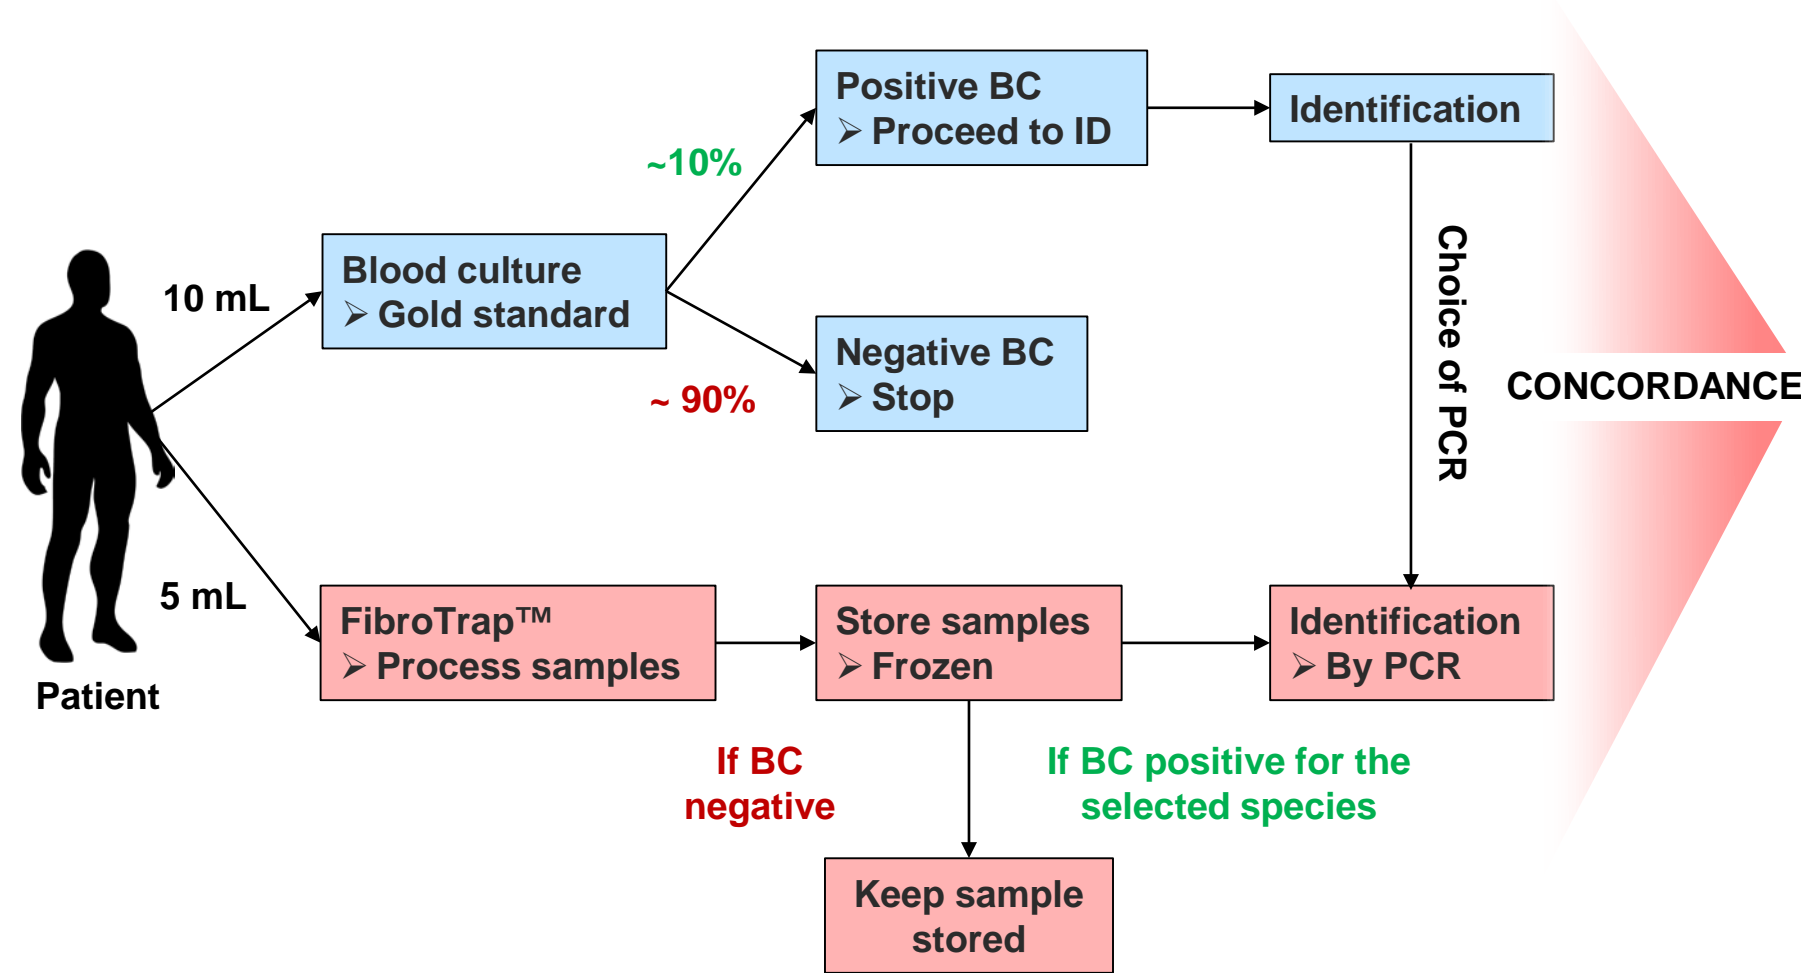 Positive BC
➢ Proceed to ID
Identification
~10%
Blood culture
➢ Gold standard
10 mL
Negative BC
➢ Stop
~ 90%
Choice of PCR
CONCORDANCE
5 mL
Patient
FibroTrap™
➢ Process samples
Store samples
➢ Frozen
Identification
➢ By PCR
If BC
negative
If BC positive for the
selected species
Keep sample
stored